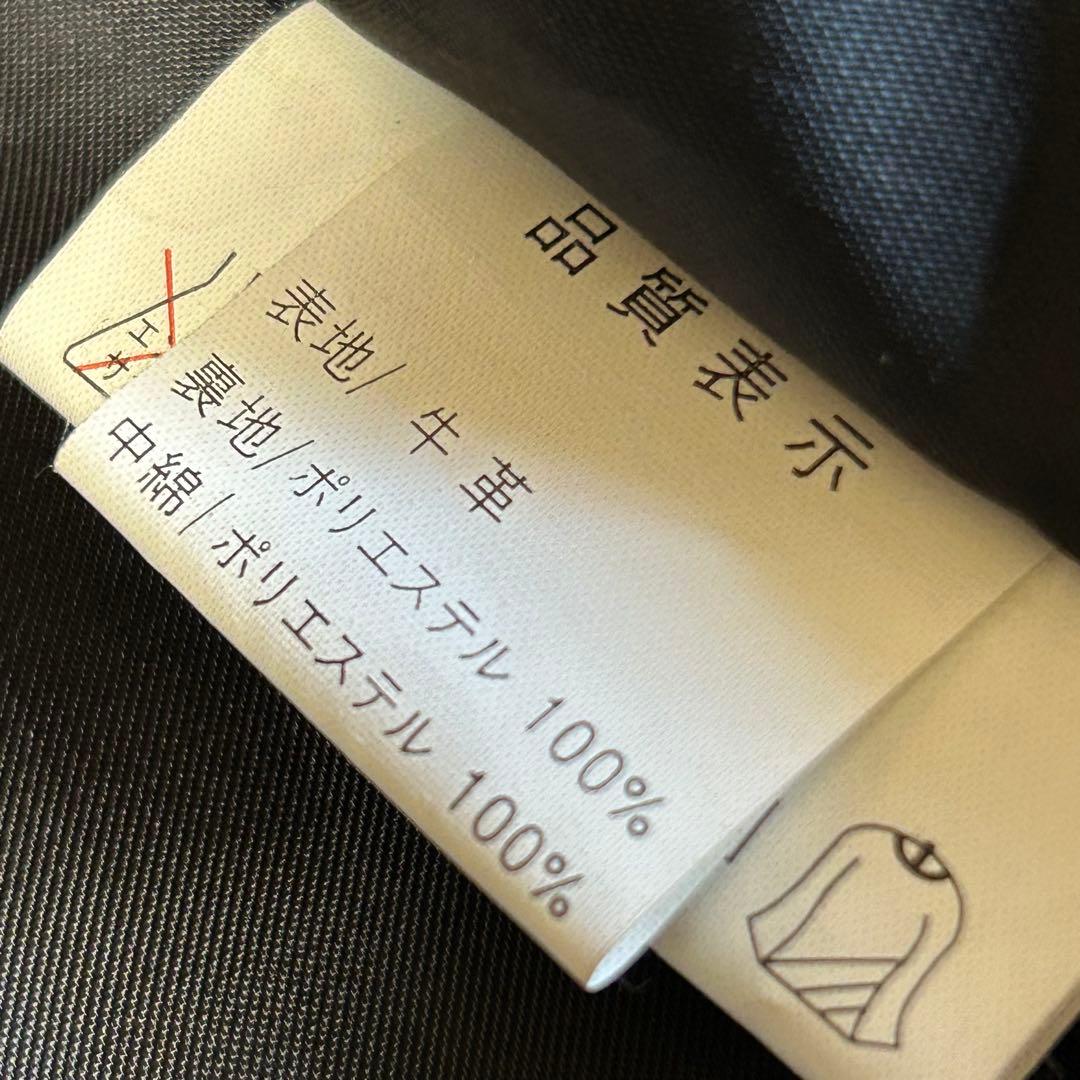 品質表示
表地/ 牛革
裏地/ポリエステル 100%
中綿/ポリエステル 100%
エ